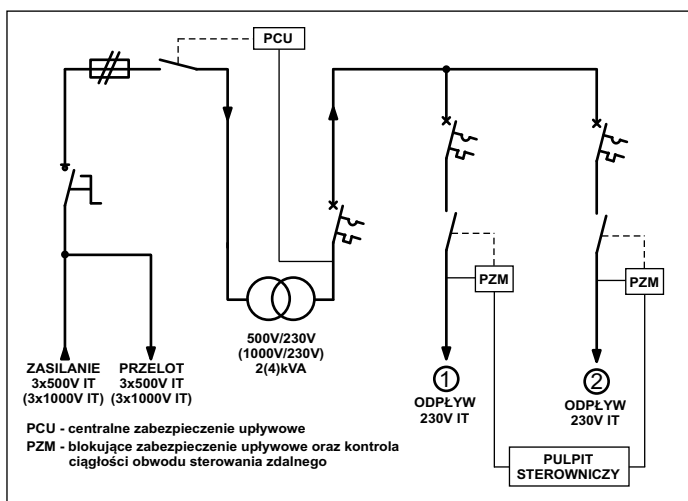 PCU
PZM
PZM
500V/230V
(1000V/230V)
2(4)kVA
ZASILANIE
3x500V IT
(3x1000V IT)
PRZELOT
3x500V IT
(3x1000V IT)
1
ODPŁYW
230V IT
2
ODPŁYW
230V IT
PCU - centralne zabezpieczenie upływowe
PZM - blokujące zabezpieczenie upływowe oraz kontrola
ciągłości obwodu sterowania zdalnego
PULPIT
STEROWNICZY